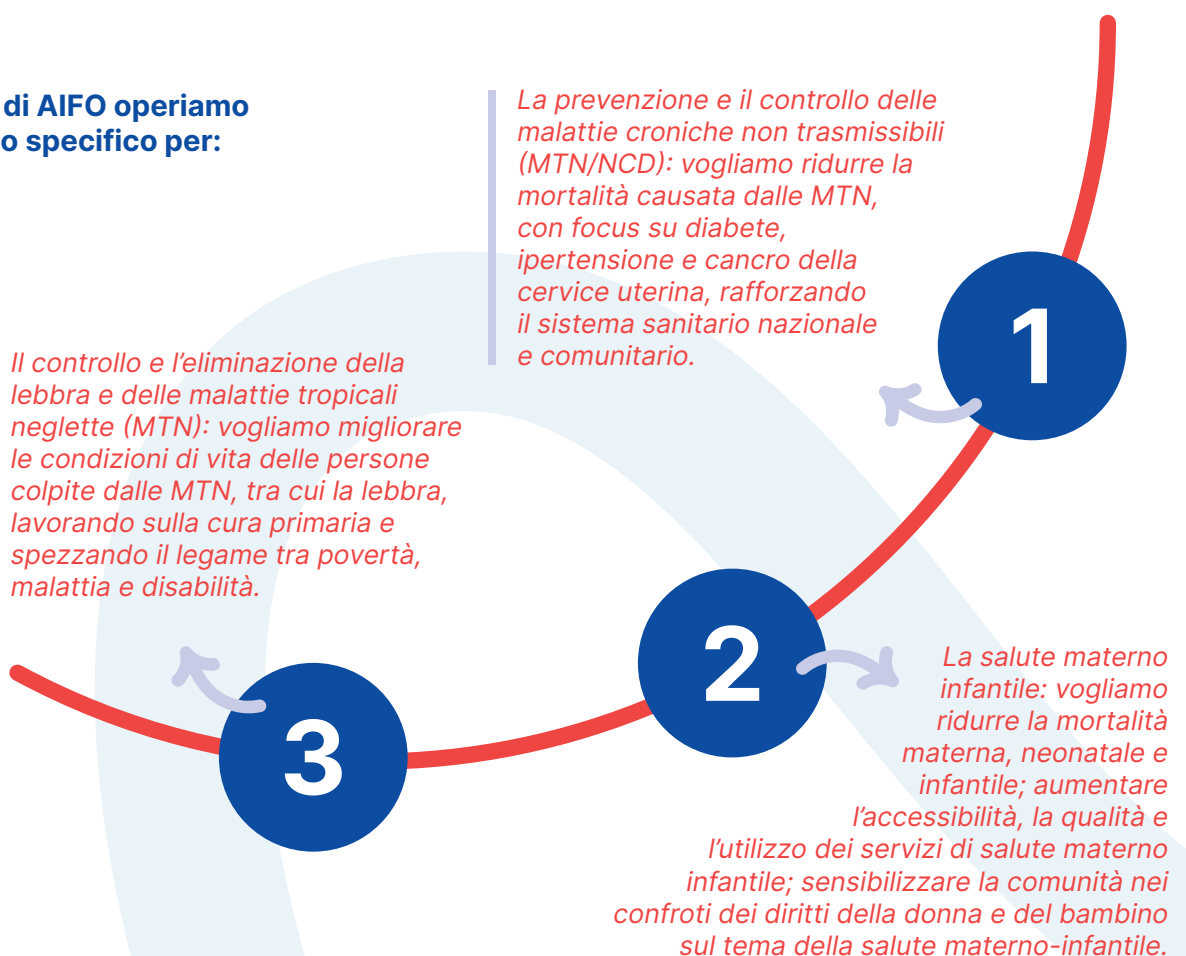 di AIFO operiamo
o specifico per:
La prevenzione e il controllo delle
malattie croniche non trasmissibili
(MTN/NCD): vogliamo ridurre la
mortalità causata dalle MTN,
con focus su diabete,
ipertensione e cancro della
cervice uterina, rafforzando
il sistema sanitario nazionale
e comunitario.
1
2
La salute materno
infantile: vogliamo
ridurre la mortalità
materna, neonatale e
infantile; aumentare
l'accessibilità, la qualità e
l'utilizzo dei servizi di salute materno
infantile; sensibilizzare la comunità nei
confroti dei diritti della donna e del bambino
sul tema della salute materno-infantile.
Il controllo e l'eliminazione della
lebbra e delle malattie tropicali
neglette (MTN): vogliamo migliorare
le condizioni di vita delle persone
colpite dalle MTN, tra cui la lebbra,
lavorando sulla cura primaria e
spezzando il legame tra povertà,
malattia e disabilità.
3